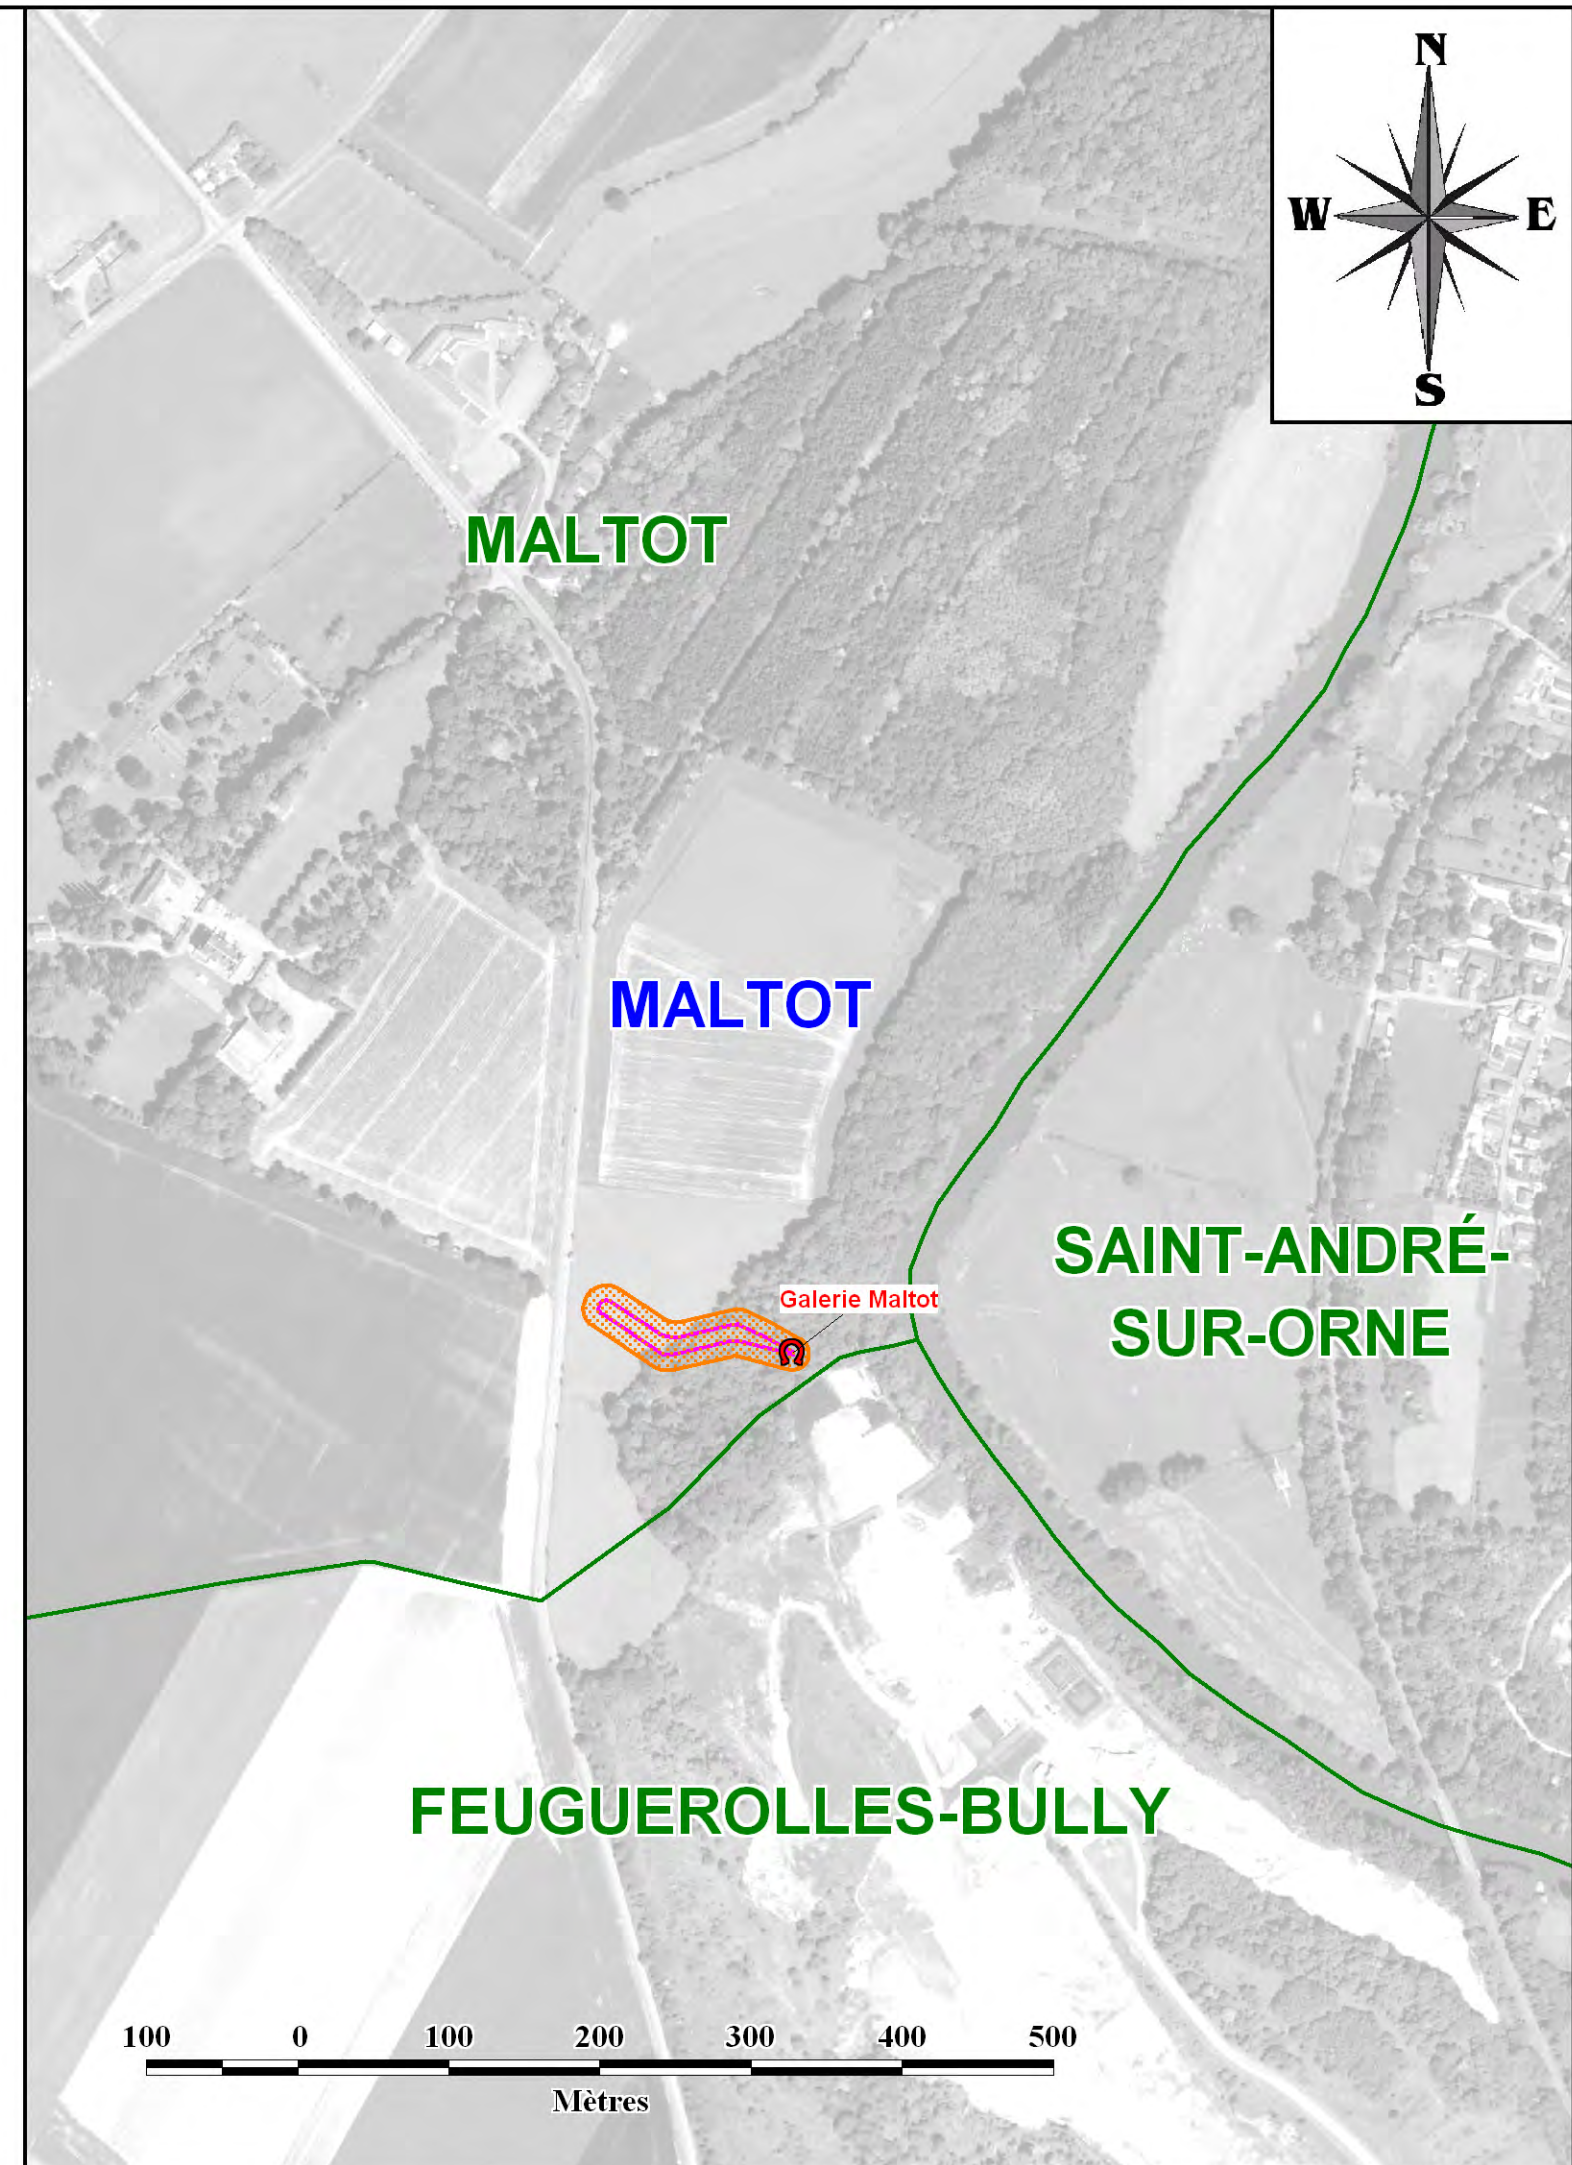 N
W E
S
MALTOT
MALTOT
SAINT-ANDRÉ-
SUR-ORNE
Galerie Maltot
FEUGUEROLLES-BULLY
100 0 100 200 300 400 500
Mètres